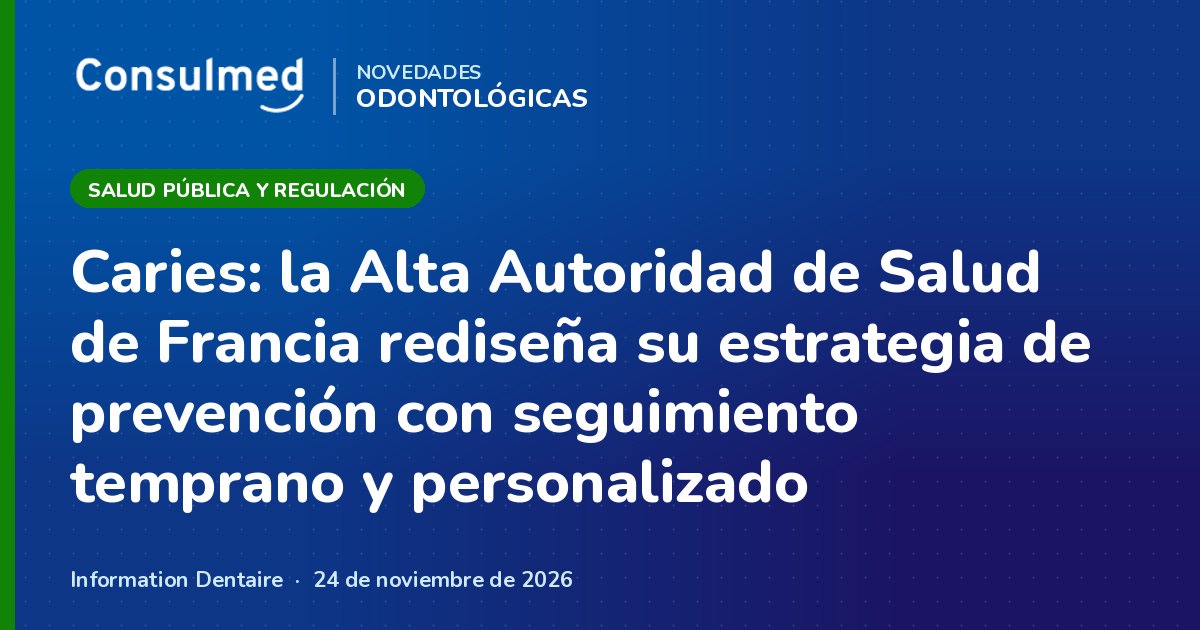 Consulmed
NOVEDADES
ODONTOLÓGICAS
SALUD PÚBLICA Y REGULACIÓN
Caries: la Alta Autoridad de Salud
de Francia rediseña su estrategia de
prevención con seguimiento
temprano y personalizado
Information Dentaire · 24 de noviembre de 2026